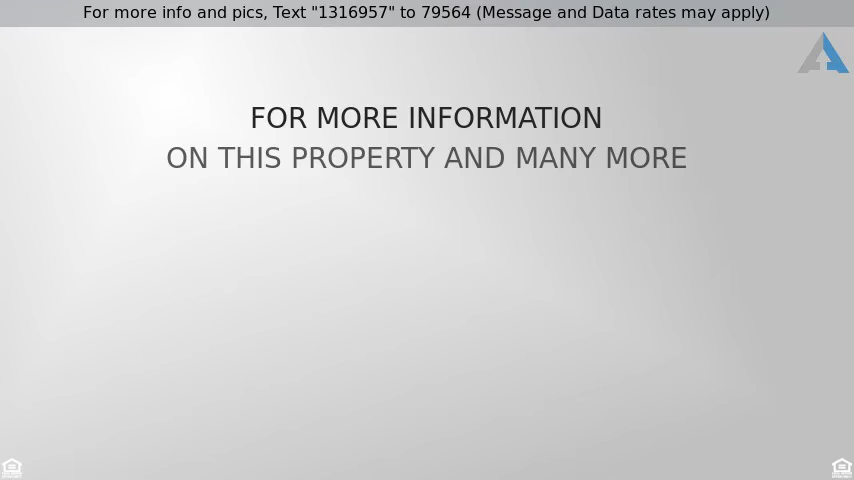 For more info and pics, Text "1316957" to 79564 (Message and Data rates may apply)
FOR MORE INFORMATION
ON THIS PROPERTY AND MANY MORE